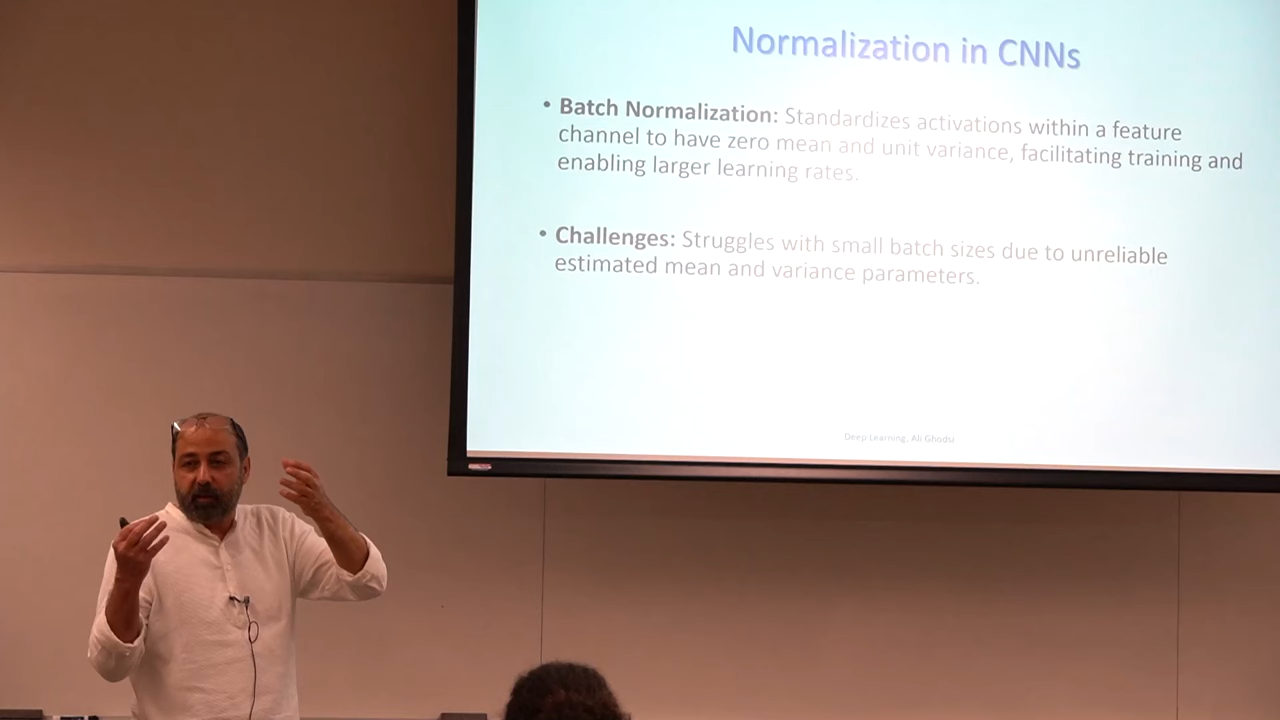 Normalization in CNNs
• Batch Normalization: Standardizes activations within a feature
channel to have zero mean and unit variance, facilitating training and
enabling larger learning rates.
• Challenges: Struggles with small batch sizes due to unreliable
estimated mean and variance parameters.
Deep Learning, Ali Ghodsi